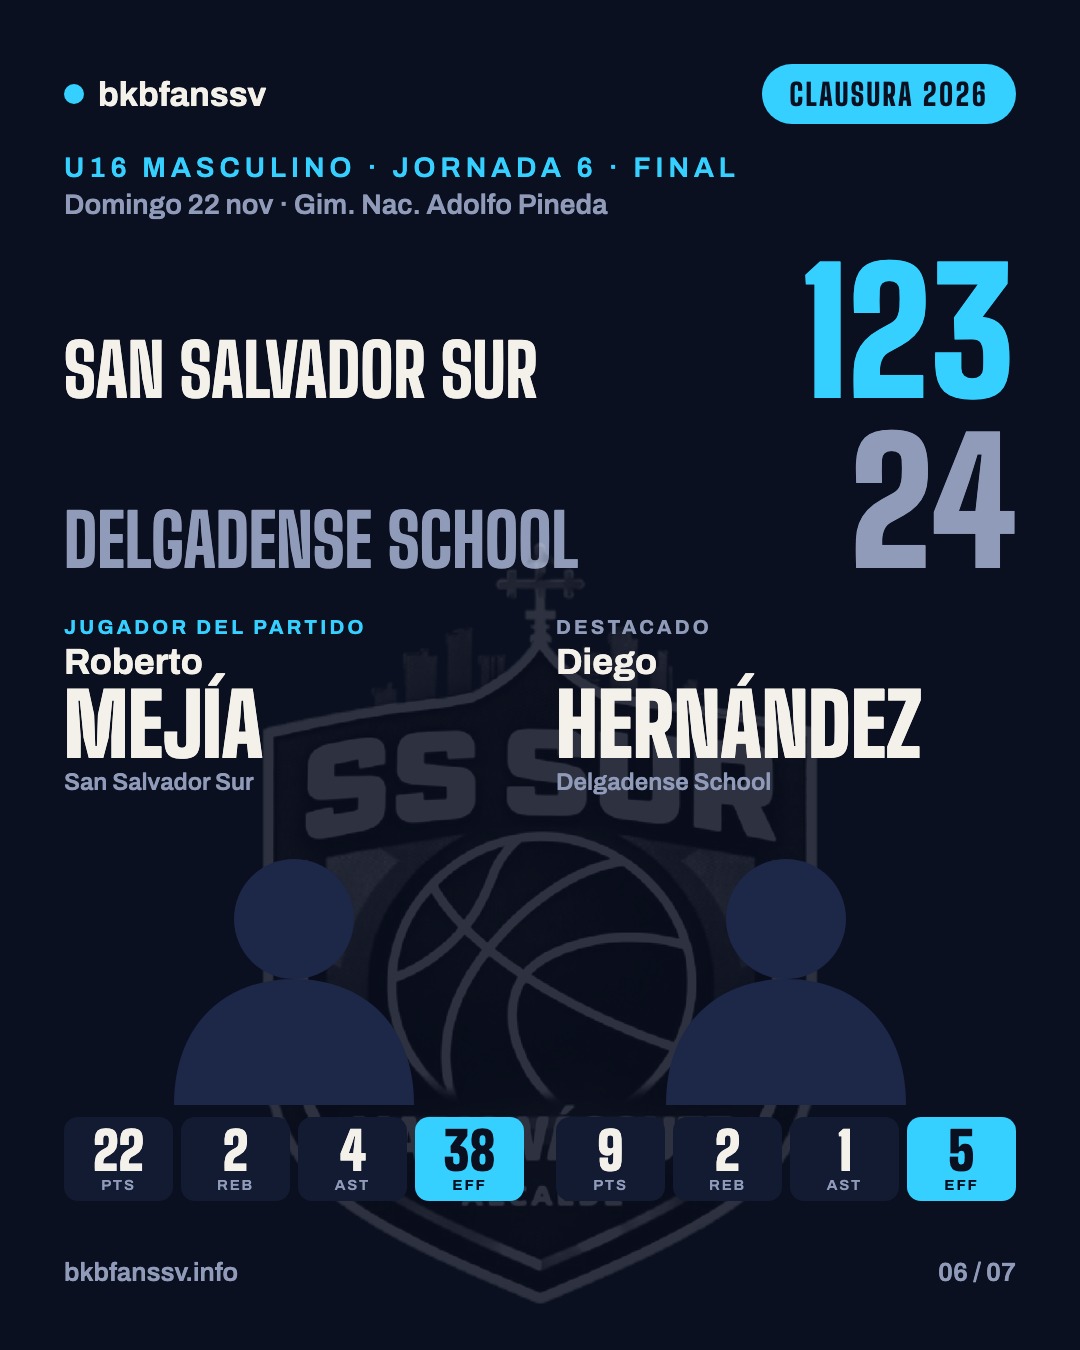 bkbfanssv
CLAUSURA 2026
U16 MASCULINO · JORNADA 6 · FINAL
Domingo 22 nov · Gim. Nac. Adolfo Pineda
SAN SALVADOR SUR
123
DELGADENSE SCHOOL
24
JUGADOR DEL PARTIDO
Roberto
MEJÍA
San Salvador Sur
DESTACADO
Diego
HERNÁNDEZ
Delgadense School
SS SUR
22 PTS
2 REB
4 AST
38 EFF
9 PTS
2 REB
1 AST
5 EFF
bkbfanssv.info
06 / 07